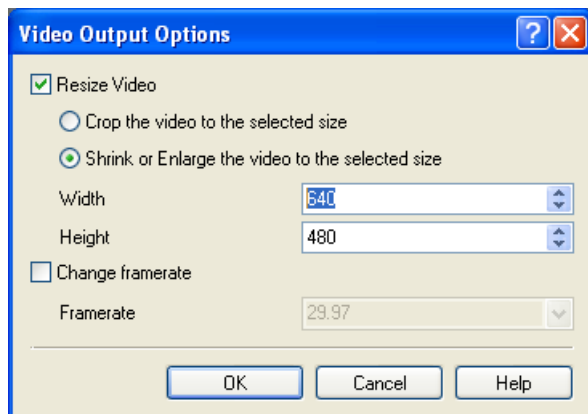 Video Output Options
Resize Video
Crop the video to the selected size
Shrink or Enlarge the video to the selected size
Width 640
Height 480
Change framerate
Framerate 29.97
OK Cancel Help